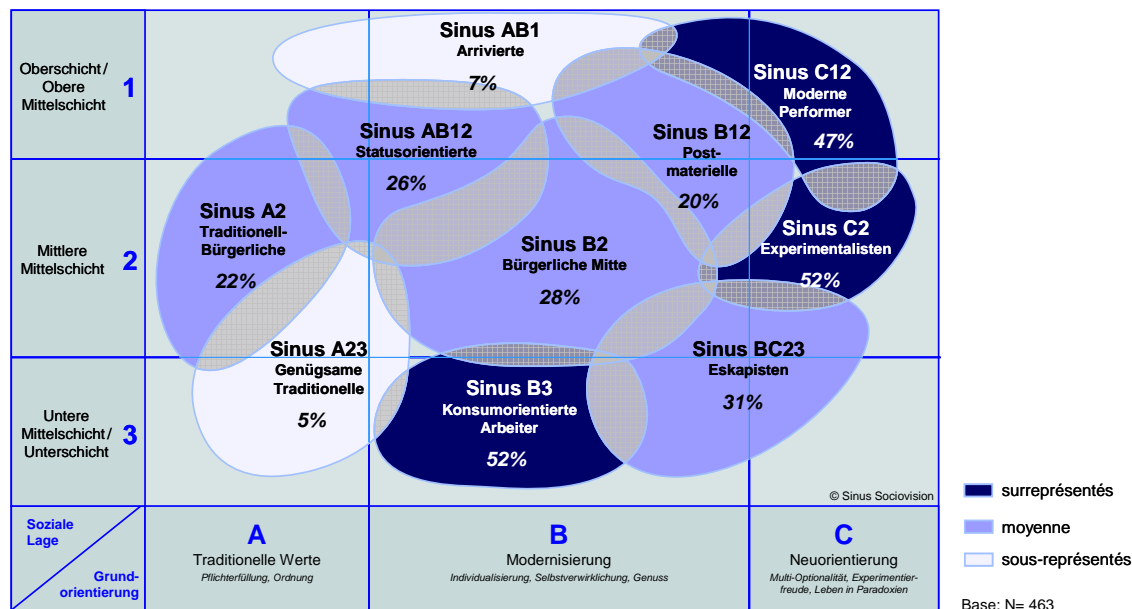 Oberschicht /
Obere
Mittelschicht
1
Mittlere
Mittelschicht
2
Untere
Mittelschicht /
Unterschicht
3
Sinus AB1
Arrivierte
7%
Sinus C12
Moderne
Performer
47%
Sinus AB12
Statusorientierte
26%
Sinus B12
Post-
materielle
20%
Sinus A2
Traditionell-
Bürgerliche
22%
Sinus B2
Bürgerliche Mitte
28%
Sinus C2
Experimentalisten
52%
Sinus A23
Genügsame
Traditionelle
5%
Sinus B3
Konsumorientierte
Arbeiter
52%
Sinus BC23
Eskapisten
31%
© Sinus Sociovision
Soziale
Lage
Grund-
orientierung
A
Traditionelle Werte
Pflichterfüllung, Ordnung
B
Modernisierung
Individualisierung, Selbstverwirklichung, Genuss
C
Neuorientierung
Multi-Optionalität, Experimentier-
freude, Leben in Paradoxien
surreprésentés
moyenne
sous-représentés
Base: N= 463